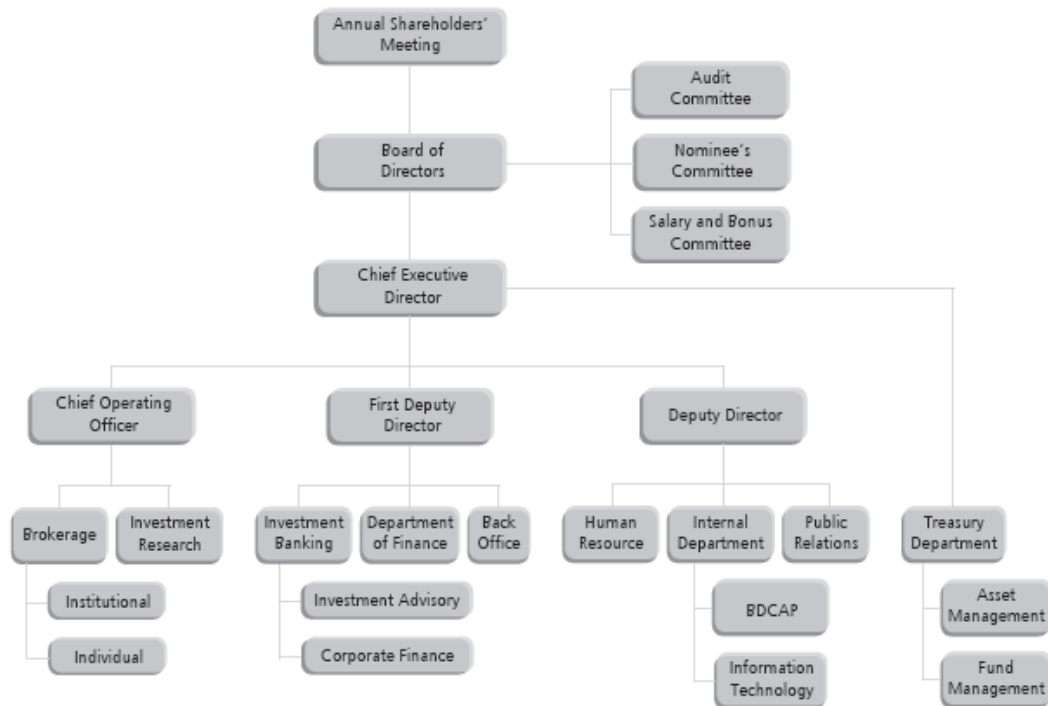 Annual Shareholders'
Meeting
Audit
Committee
Board of
Directors
Nominee's
Committee
Salary and Bonus
Committee
Chief Executive
Director
Chief Operating
Officer
First Deputy
Director
Deputy Director
Brokerage
Investment
Research
Investment
Banking
Department
of Finance
Back
Office
Human
Resource
Internal
Department
Public
Relations
Treasury
Department
Institutional
Individual
Investment Advisory
Corporate Finance
BDCAP
Information
Technology
Asset
Management
Fund
Management